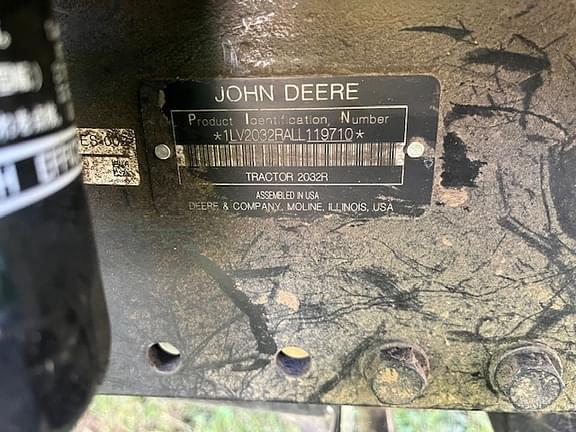 JOHN DEERE
Product Identification Number
*1LV2032RALL119710*
TRACTOR 2032R
ASSEMBLED IN USA
DEERE & COMPANY, MOLINE, ILLINOIS, USA